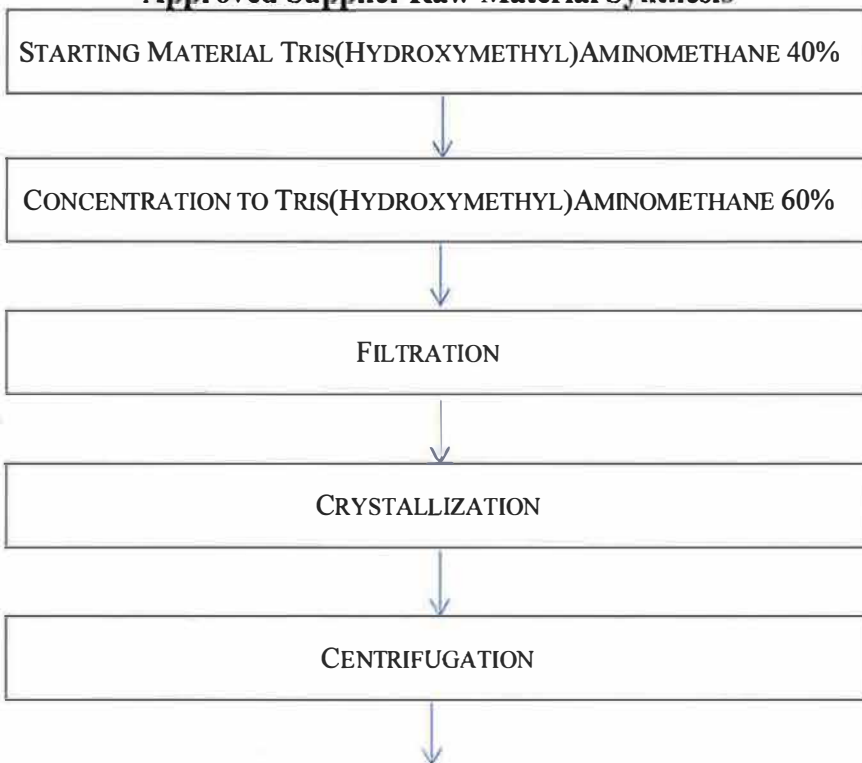 Approved Supplier Raw Material Synthesis
STARTING MATERIAL TRIS(HYDROXYMETHYL)AMINOMETHANE 40%
CONCENTRATION TO TRIS(HYDROXYMETHYL)AMINOMETHANE 60%
FILTRATION
CRYSTALLIZATION
CENTRIFUGATION